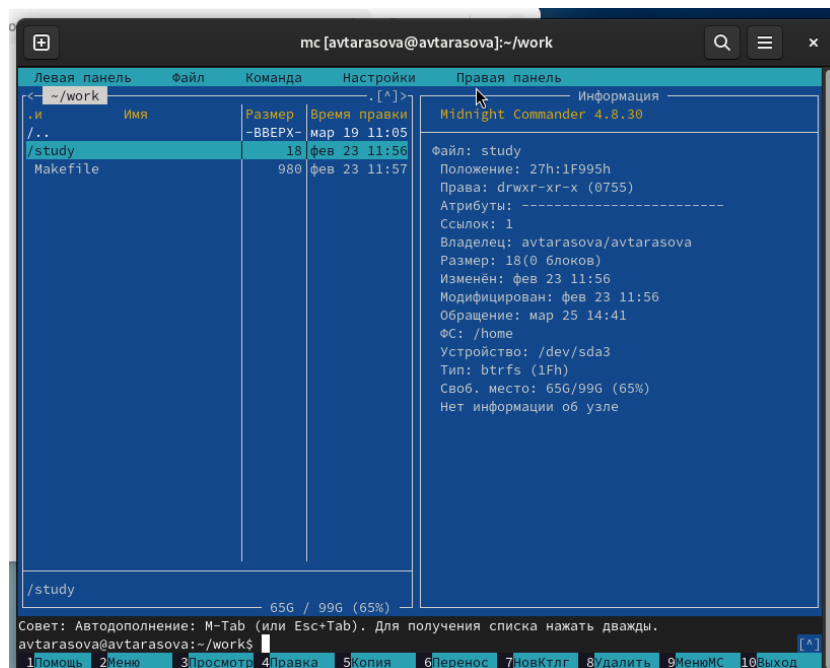 mc [avtarasova@avtarasova]:~/work
Левая панель Файл Команда Настройки Правая панель
<- ~/work .[^]>
.и Имя Размер Время правки
/.. -ВВЕРХ- мар 19 11:05
/study 18 фев 23 11:56
Makefile 980 фев 23 11:57
/study
65G / 99G (65%)
Информация
Midnight Commander 4.8.30
Файл: study
Положение: 27h:1F995h
Права: drwxr-xr-x (0755)
Атрибуты: -------------------------
Ссылок: 1
Владелец: avtarasova/avtarasova
Размер: 18(0 блоков)
Изменён: фев 23 11:56
Модифицирован: фев 23 11:56
Обращение: мар 25 14:41
ФС: /home
Устройство: /dev/sda3
Тип: btrfs (1Fh)
Своб. место: 65G/99G (65%)
Нет информации об узле
Совет: Автодополнение: M-Tab (или Esc+Tab). Для получения списка нажать дважды.
avtarasova@avtarasova:~/work$ [^]
1Помощь 2Меню 3Просмотр 4Правка 5Копия 6Перенос 7НовКтлг 8Удалить 9МенюМС 10Выход